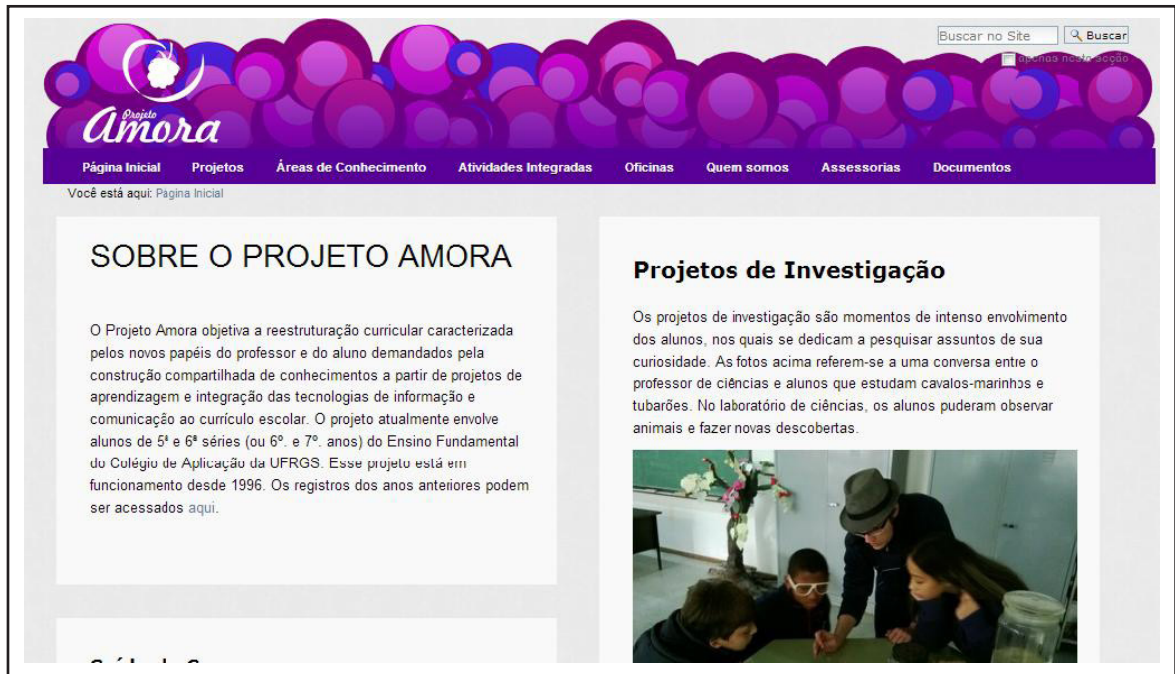 Buscar no Site
Buscar
apenas nesta secção
Projeto
Amora
Página Inicial Projetos Áreas de Conhecimento Atividades Integradas Oficinas Quem somos Assessorias Documentos
Você está aqui: Página Inicial
SOBRE O PROJETO AMORA
O Projeto Amora objetiva a reestruturação curricular caracterizada
pelos novos papéis do professor e do aluno demandados pela
construção compartilhada de conhecimentos a partir de projetos de
aprendizagem e integração das tecnologias de informação e
comunicação ao currículo escolar. O projeto atualmente envolve
alunos de 5ª e 6ª séries (ou 6º. e 7º. anos) do Ensino Fundamental
do Colégio de Aplicação da UFRGS. Esse projeto está em
funcionamento desde 1996. Os registros dos anos anteriores podem
ser acessados aqui.
Projetos de Investigação
Os projetos de investigação são momentos de intenso envolvimento
dos alunos, nos quais se dedicam a pesquisar assuntos de sua
curiosidade. As fotos acima referem-se a uma conversa entre o
professor de ciências e alunos que estudam cavalos-marinhos e
tubarões. No laboratório de ciências, os alunos puderam observar
animais e fazer novas descobertas.